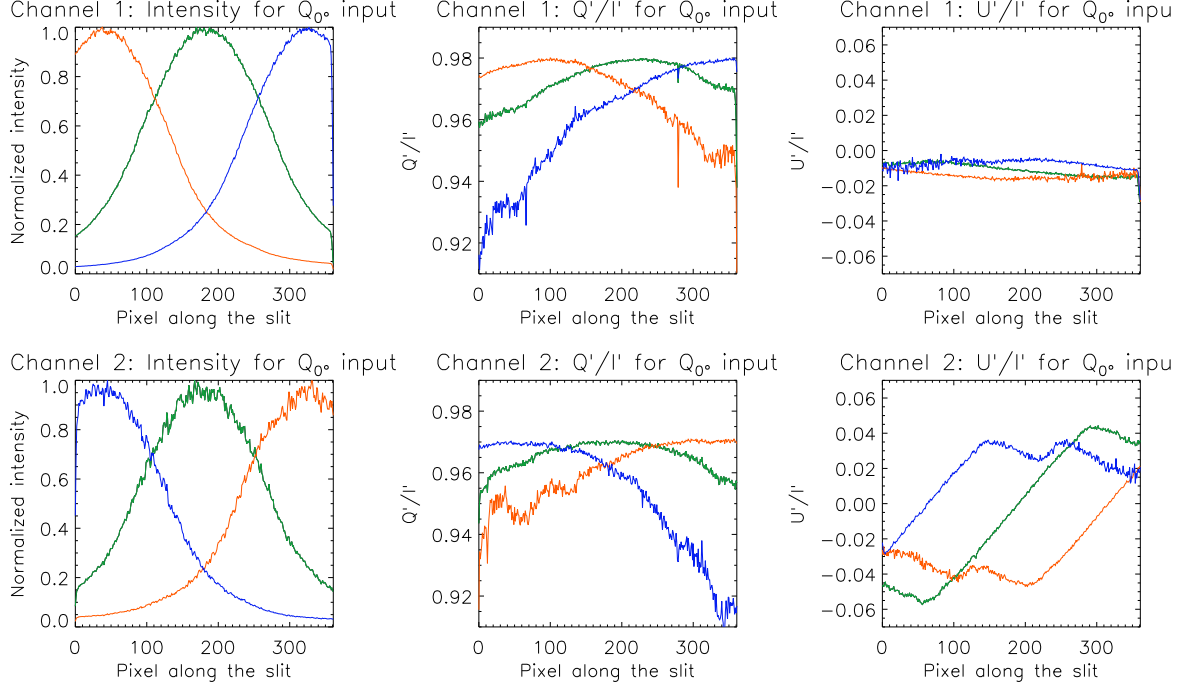 Channel 1: Intensity for Q0° input
Normalized intensity
1.0
0.8
0.6
0.4
0.2
0.0
0 100 200 300
Pixel along the slit
Channel 1: Q'/I' for Q0° input
Q'/I'
0.98
0.96
0.94
0.92
0 100 200 300
Pixel along the slit
Channel 1: U'/I' for Q0° inpu
U'/I'
0.06
0.04
0.02
0.00
−0.02
−0.04
−0.06
0 100 200 300
Pixel along the slit
Channel 2: Intensity for Q0° input
Normalized intensity
1.0
0.8
0.6
0.4
0.2
0.0
0 100 200 300
Pixel along the slit
Channel 2: Q'/I' for Q0° input
Q'/I'
0.98
0.96
0.94
0.92
0 100 200 300
Pixel along the slit
Channel 2: U'/I' for Q0° inpu
U'/I'
0.06
0.04
0.02
0.00
−0.02
−0.04
−0.06
0 100 200 300
Pixel along the slit